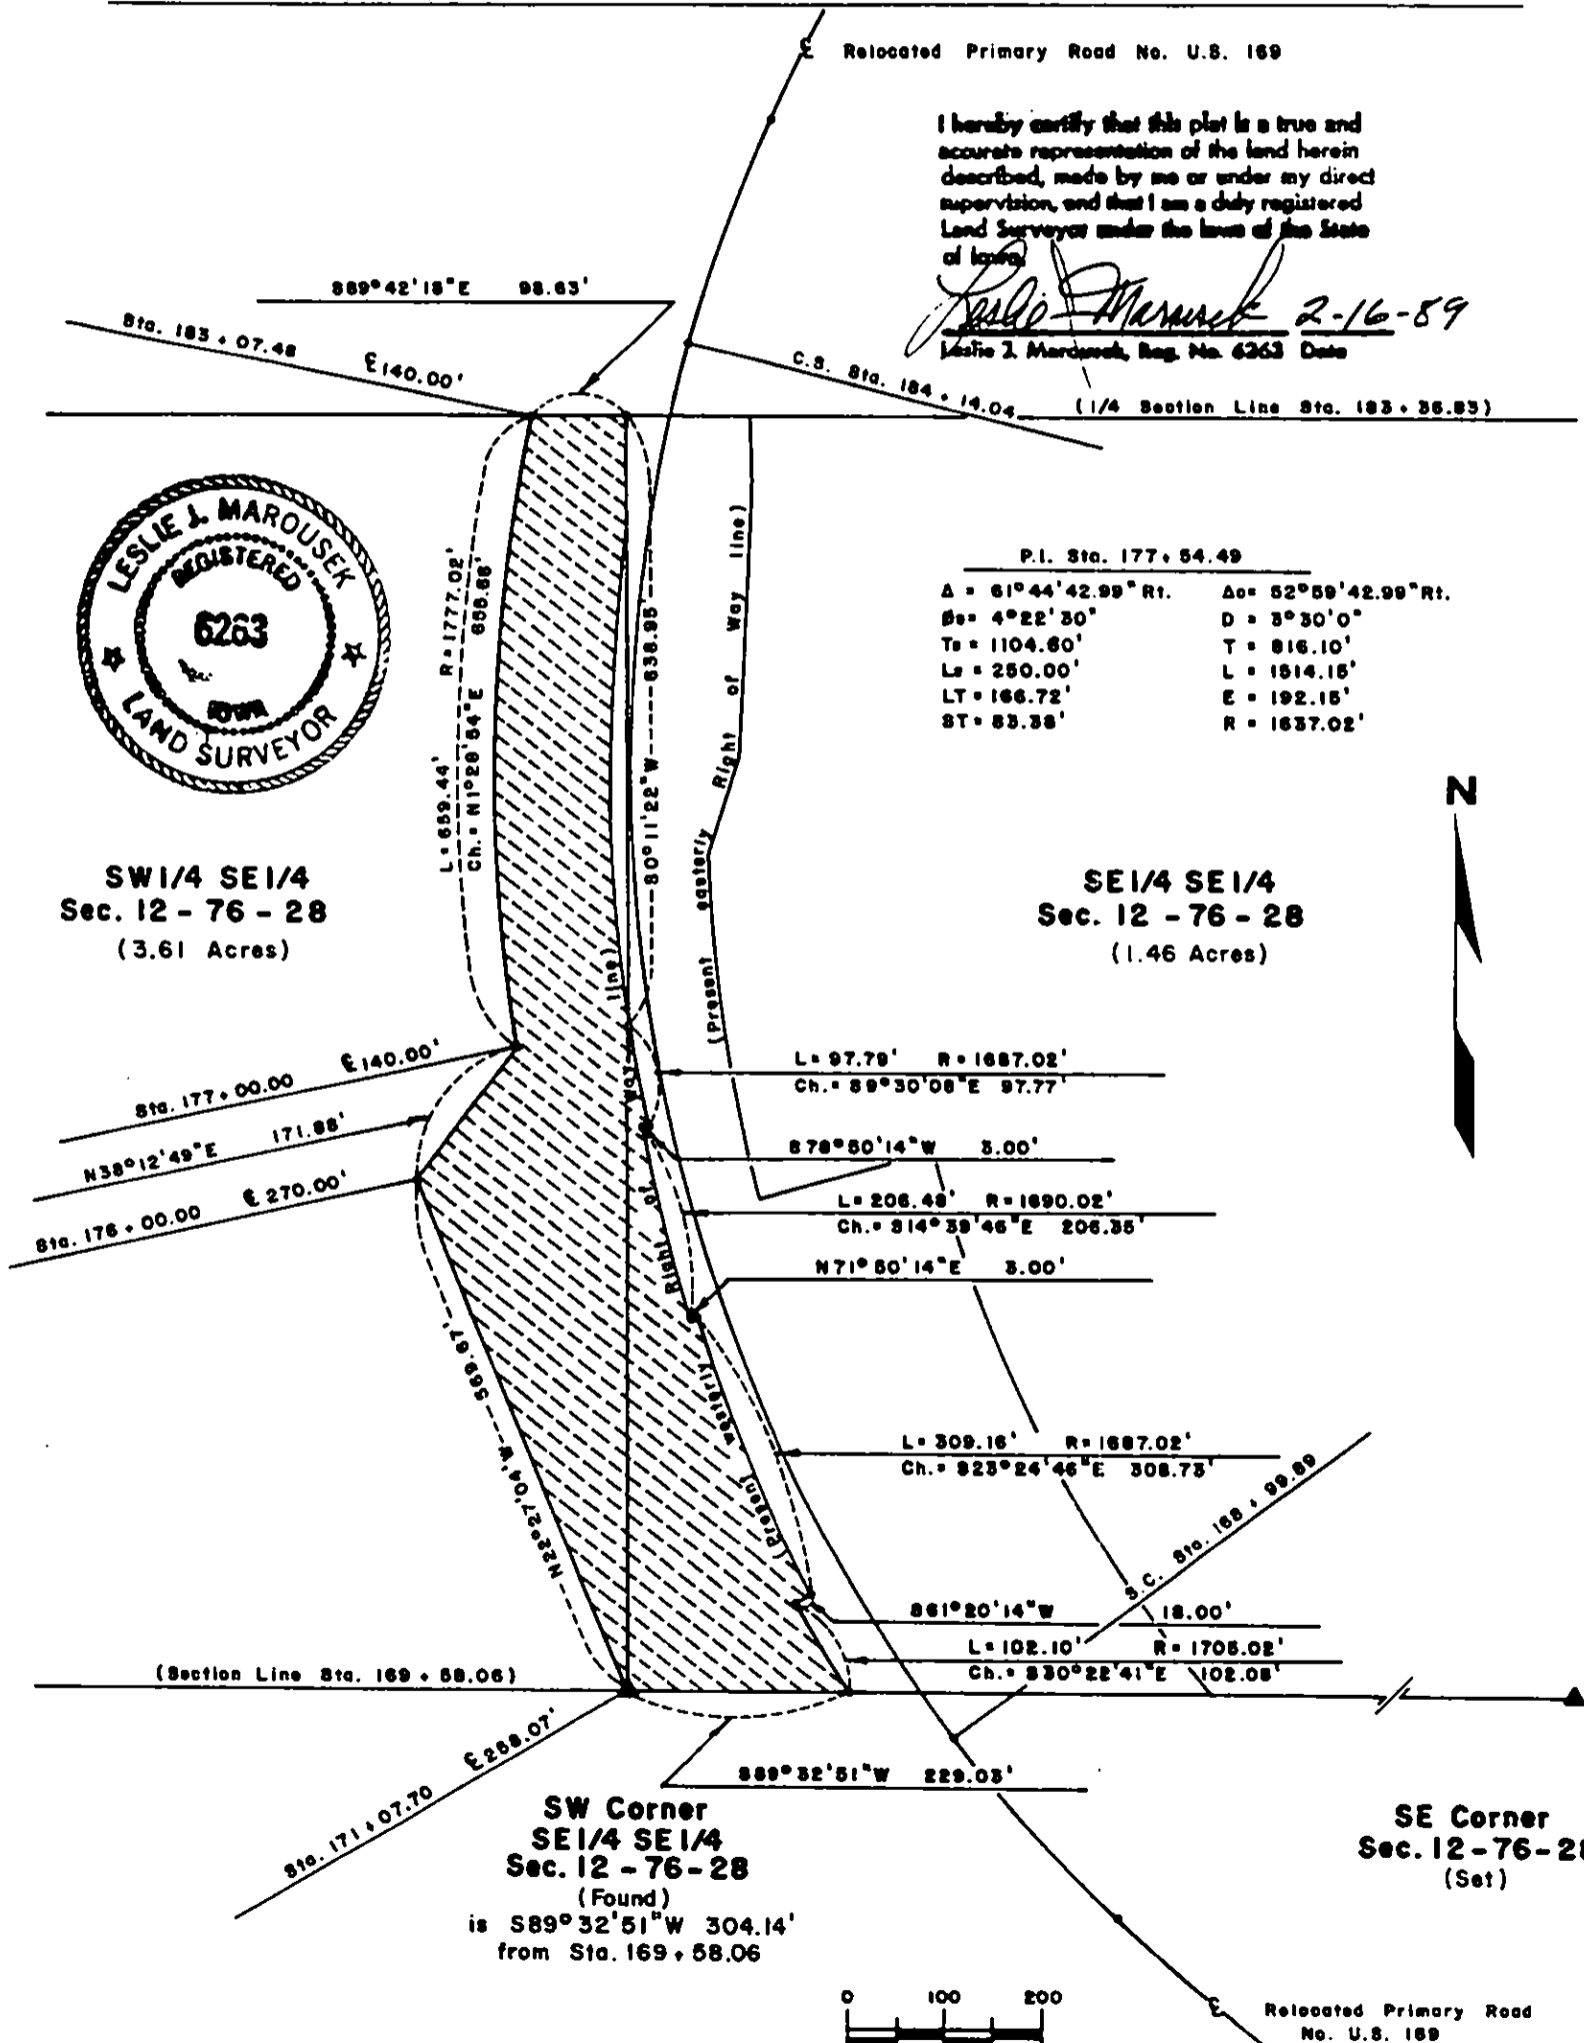 ℄ Relocated Primary Road No. U.S. 169
I hereby certify that this plat is a true and
accurate representation of the land herein
described, made by me or under my direct
supervision, and that I am a duly registered
Land Surveyor under the laws of the State
of Iowa.
Leslie J Marousek 2-16-89
Leslie J. Marousek, Reg. No. 6263 Date
S89°42'15"E 98.63'
Sta. 183+07.48 ℄ 140.00'
C.S. Sta. 184+14.04
(1/4 Section Line Sta. 183+36.83)
LESLIE J. MAROUSEK
REGISTERED
6263
IOWA
LAND SURVEYOR
L=659.44' R=1777.02'
Ch.= N1°28'54"E 655.66'
S0°11'22"W 638.95'
(Present easterly Right of Way line)
P.I. Sta. 177+54.49
Δ = 61°44'42.99" Rt. Δc= 52°59'42.99" Rt.
Øs= 4°22'30" D = 3°30'0"
Ts = 1104.60' T = 816.10'
Ls = 250.00' L = 1514.15'
LT = 166.72' E = 192.15'
ST = 83.38' R = 1637.02'
N
SW1/4 SE1/4
Sec. 12-76-28
(3.61 Acres)
SE1/4 SE1/4
Sec. 12-76-28
(1.46 Acres)
Sta. 177+00.00 ℄ 140.00'
N38°12'49"E 171.88'
Sta. 176+00.00 ℄ 270.00'
L= 97.79' R=1687.02'
Ch.= S9°30'08"E 97.77'
S78°50'14"W 3.00'
L= 206.48' R=1690.02'
Ch.= S14°39'46"E 206.35'
N71°50'14"E 3.00'
(Present westerly Right of Way line)
N22°27'04"W 569.67'
L= 309.16' R=1687.02'
Ch.= S23°24'46"E 308.73'
S.C. Sta. 168+99.89
S61°20'14"W 18.00'
L=102.10' R=1705.02'
Ch.= S30°22'41"E 102.08'
(Section Line Sta. 169+58.06)
Sta. 171+07.70 ℄ 258.07'
S89°32'51"W 229.03'
SW Corner
SE1/4 SE1/4
Sec. 12-76-28
(Found)
is S89°32'51"W 304.14'
from Sta. 169+58.06
SE Corner
Sec. 12-76-28
(Set)
0 100 200
℄ Relocated Primary Road
No. U.S. 169